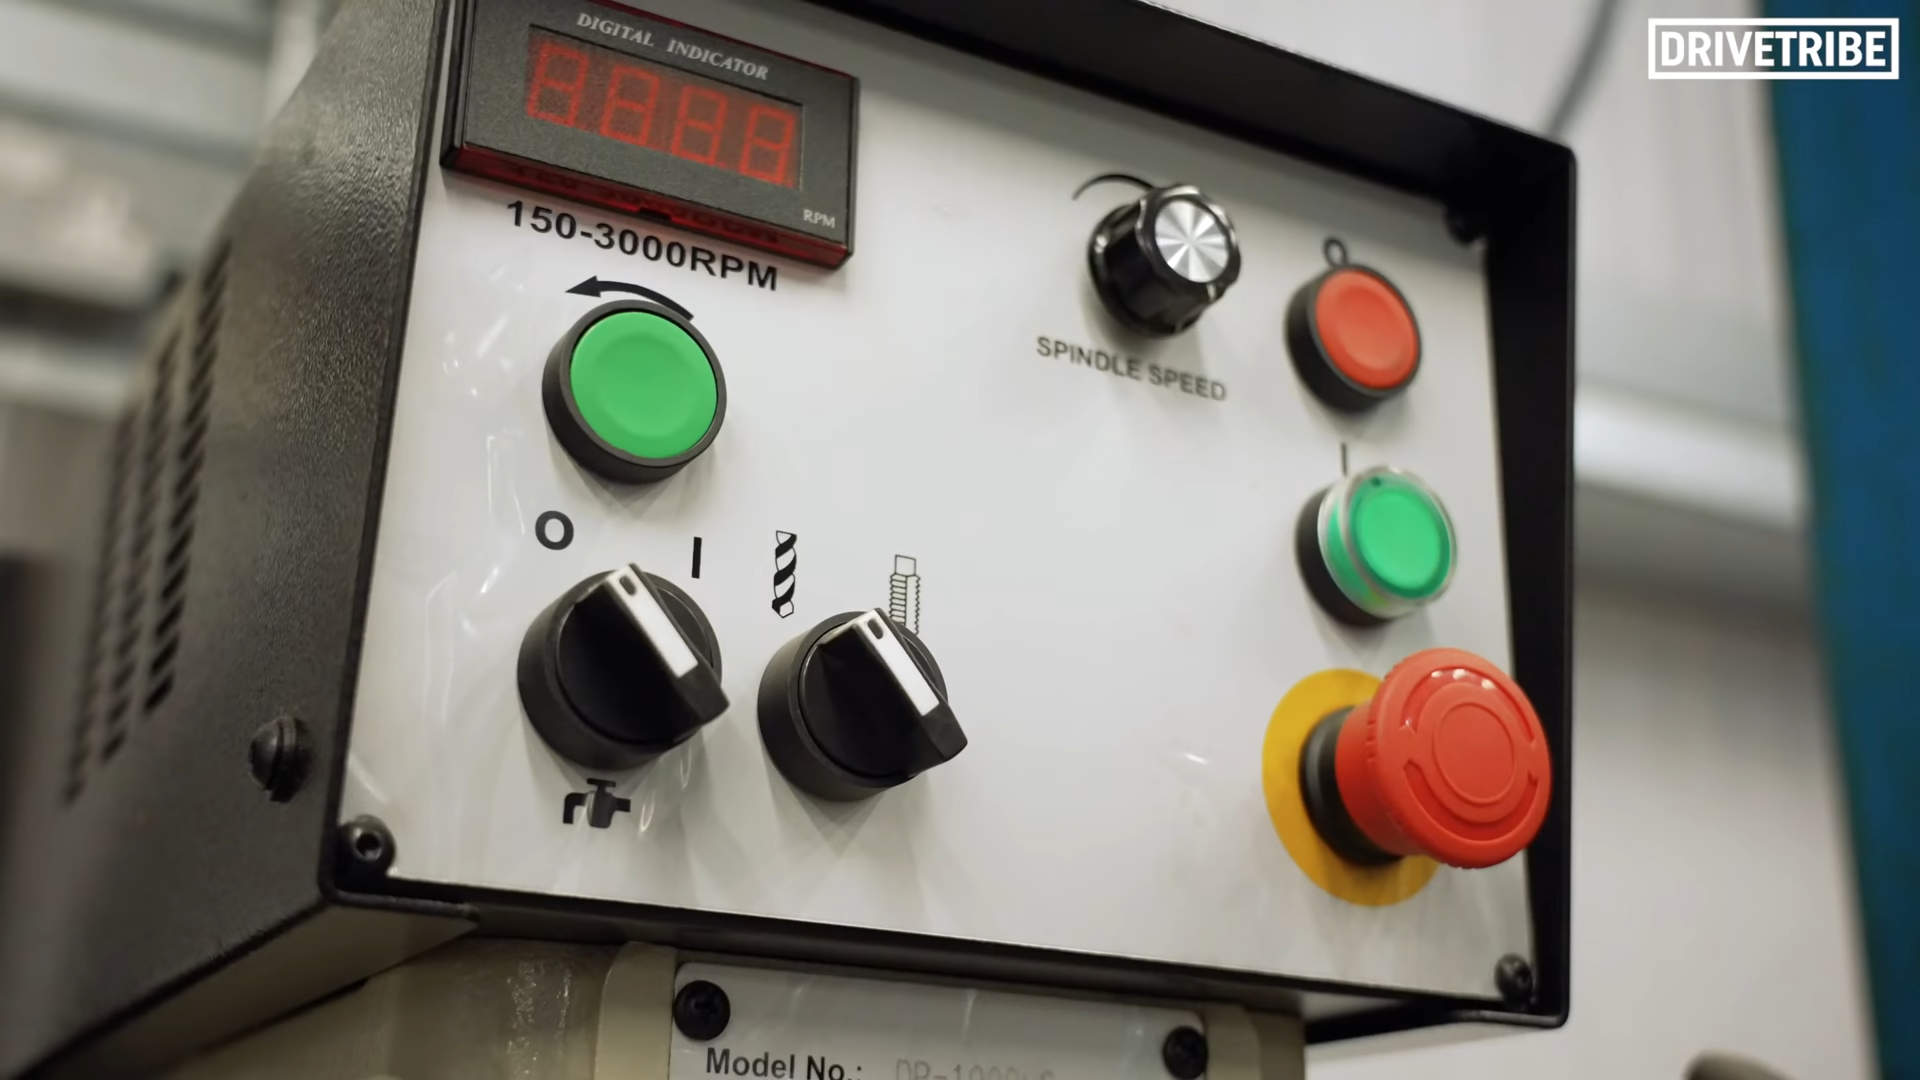 DRIVETRIBE
DIGITAL INDICATOR
RPM
150-3000RPM
SPINDLE SPEED
O
I
O
I
Model No.: